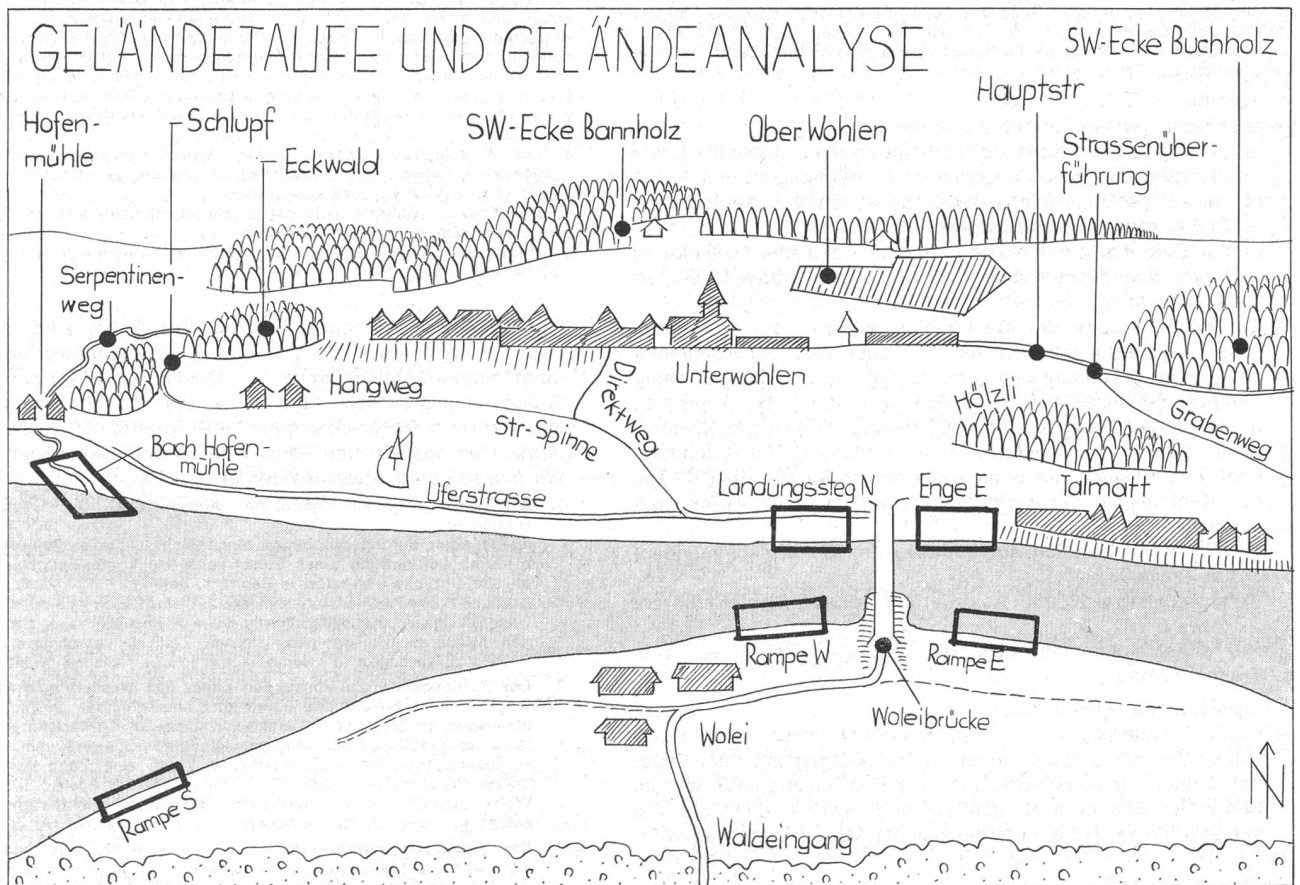 GELÄNDETAUFE UND GELÄNDEANALYSE
SW-Ecke Buchholz
Hauptstr
Hofen-
mühle
Schlupf
Eckwald
SW-Ecke Bannholz
Ober Wohlen
Strassenüber-
führung
Serpentinen-
weg
Hangweg
Direktweg
Unterwohlen
Hölzli
Grabenweg
Bach Hofen-
mühle
Str-Spinne
Uferstrasse
Landungssteg N
Enge E
Talmatt
Rampe W
Rampe E
Woleibrücke
Wolei
Rampe S
Waldeingang
N